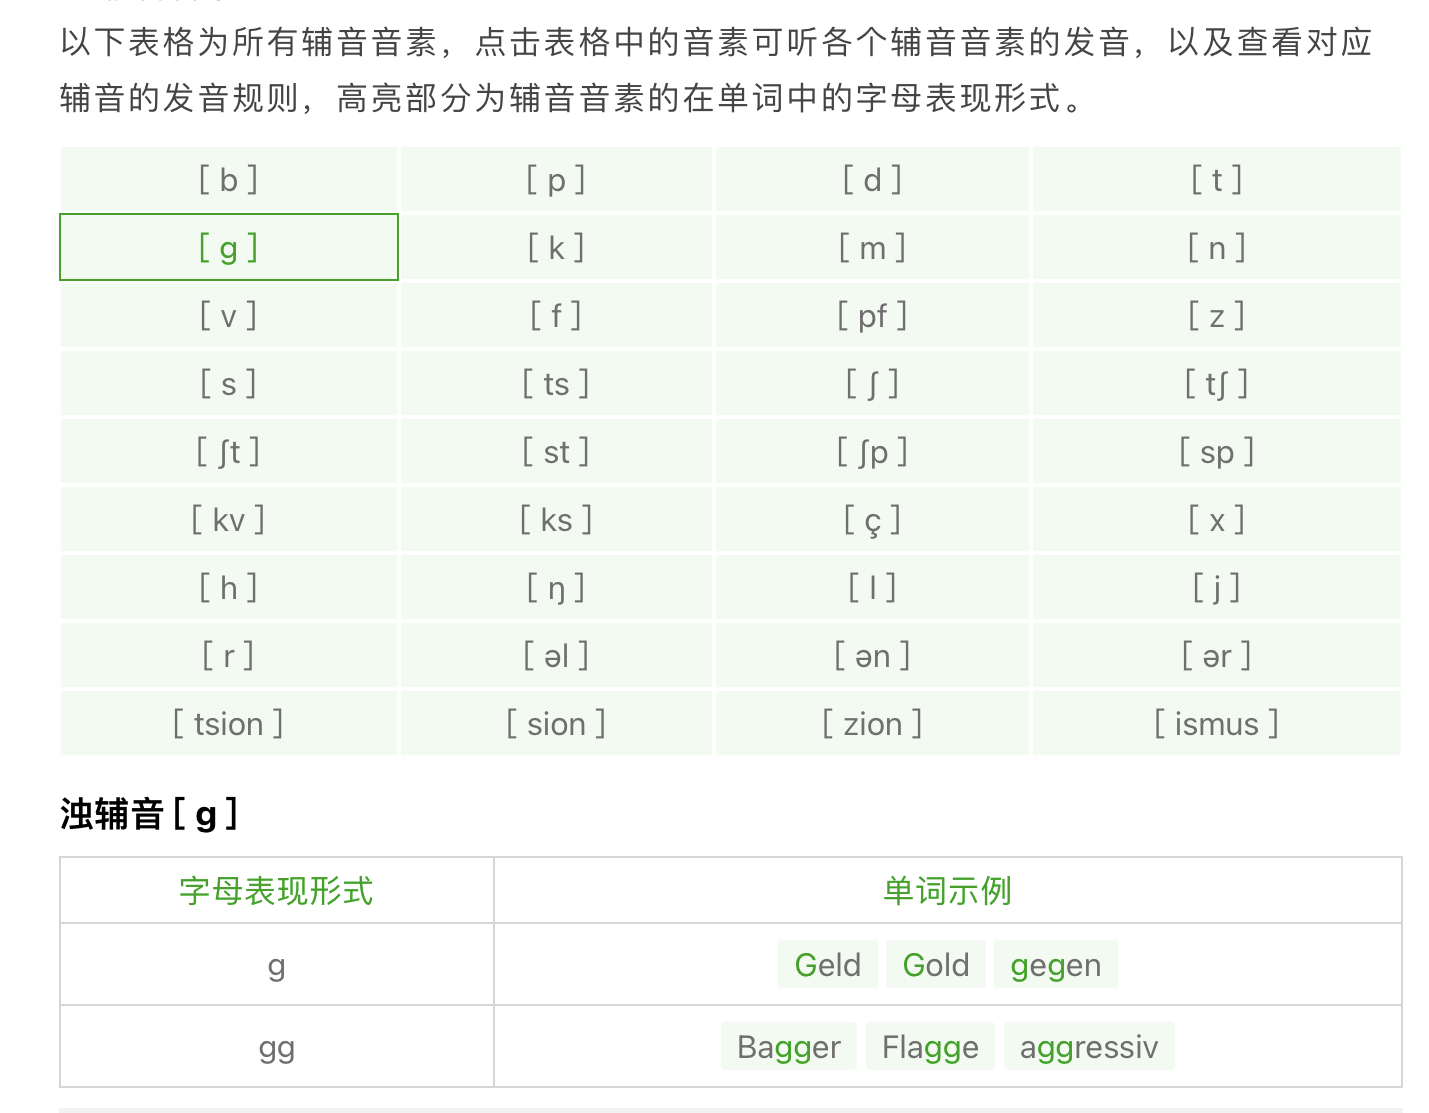 以下表格为所有辅音音素，点击表格中的音素可听各个辅音音素的发音，以及查看对应
辅音的发音规则，高亮部分为辅音音素的在单词中的字母表现形式。
[ b ] [ p ] [ d ] [ t ]
[ g ] [ k ] [ m ] [ n ]
[ v ] [ f ] [ pf ] [ z ]
[ s ] [ ts ] [ ʃ ] [ tʃ ]
[ ʃt ] [ st ] [ ʃp ] [ sp ]
[ kv ] [ ks ] [ ç ] [ x ]
[ h ] [ ŋ ] [ l ] [ j ]
[ r ] [ əl ] [ ən ] [ ər ]
[ tsion ] [ sion ] [ zion ] [ ismus ]
浊辅音 [ g ]
字母表现形式 单词示例
g Geld Gold gegen
gg Bagger Flagge aggressiv